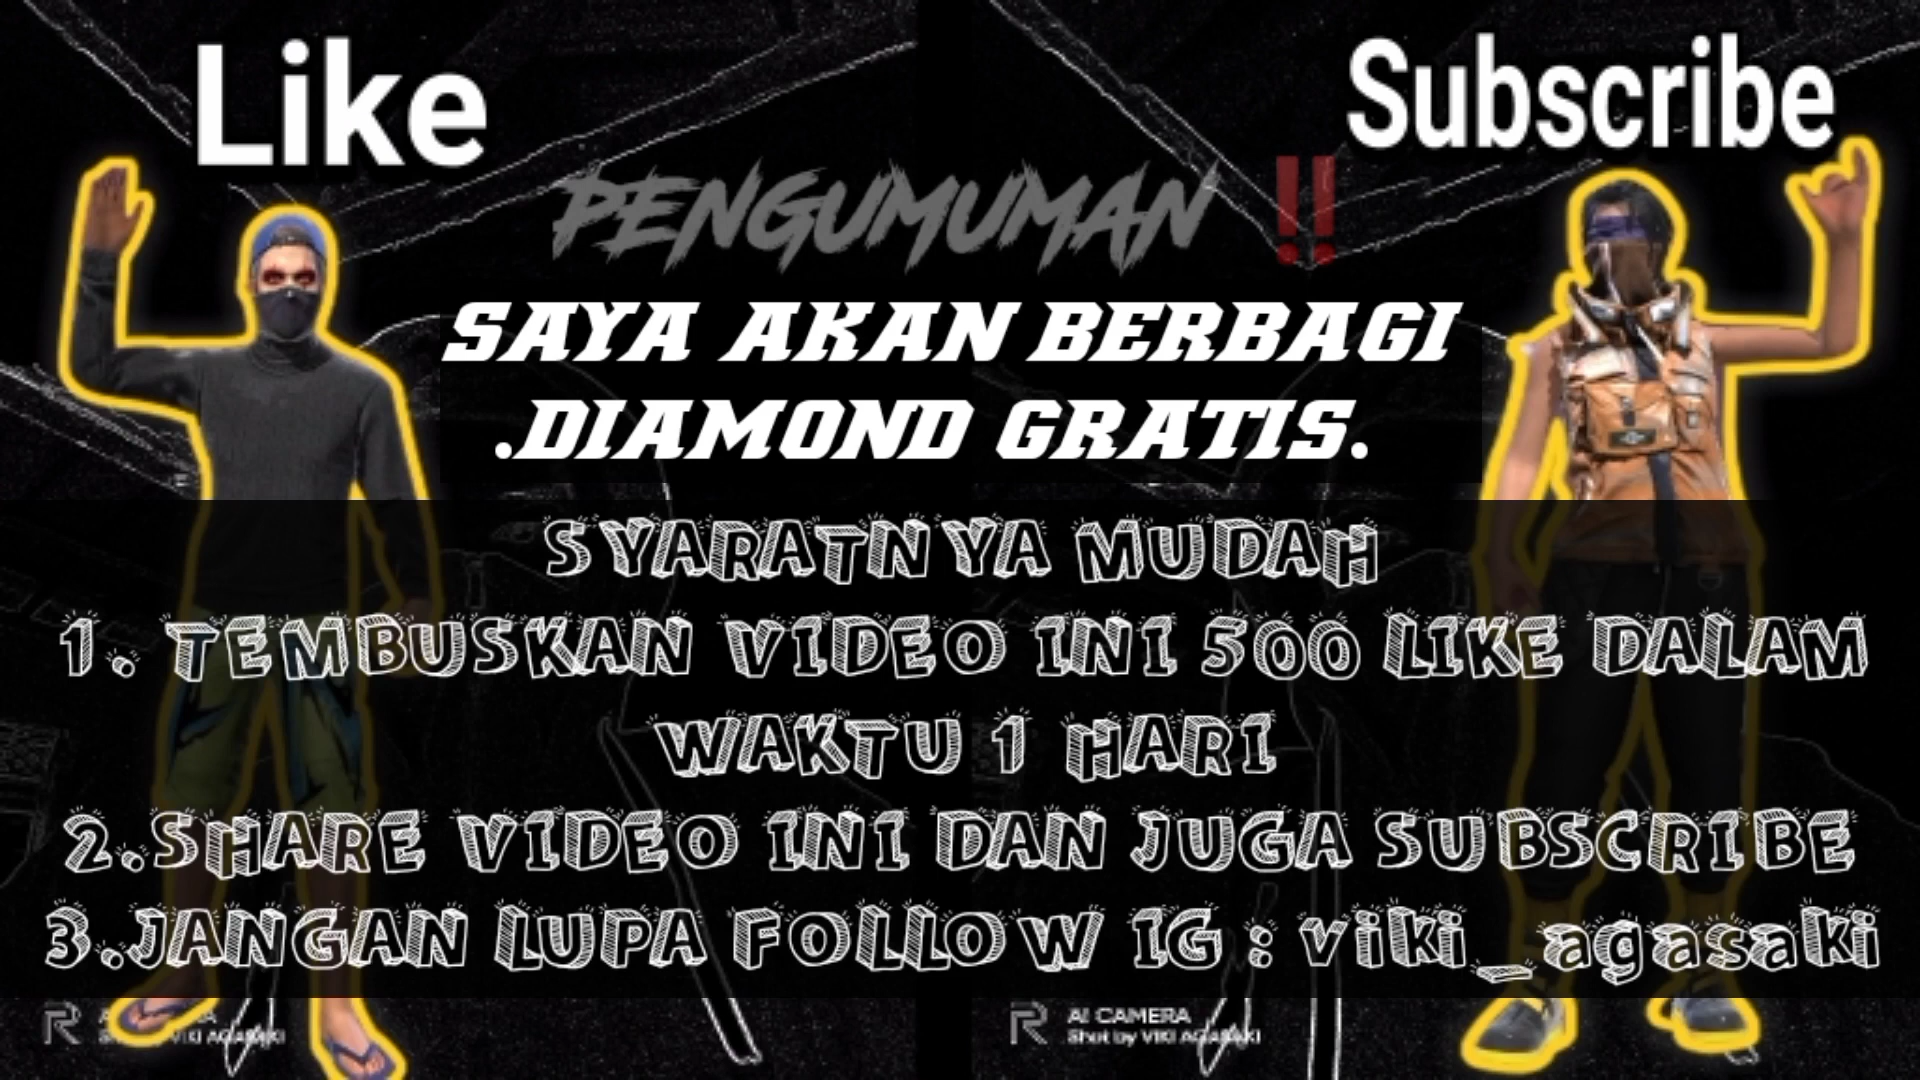 Like
Subscribe
PENGUMUMAN ‼
SAYA AKAN BERBAGI
.DIAMOND GRATIS.
SYARATNYA MUDAH
1. TEMBUSKAN VIDEO INI 500 LIKE DALAM
WAKTU 1 HARI
2.SHARE VIDEO INI DAN JUGA SUBSCRIBE
3.JANGAN LUPA FOLLOW IG : viki_agasaki
R
VIKI AGASAKI
R AI CAMERA
Shot by VIKI AGASAKI